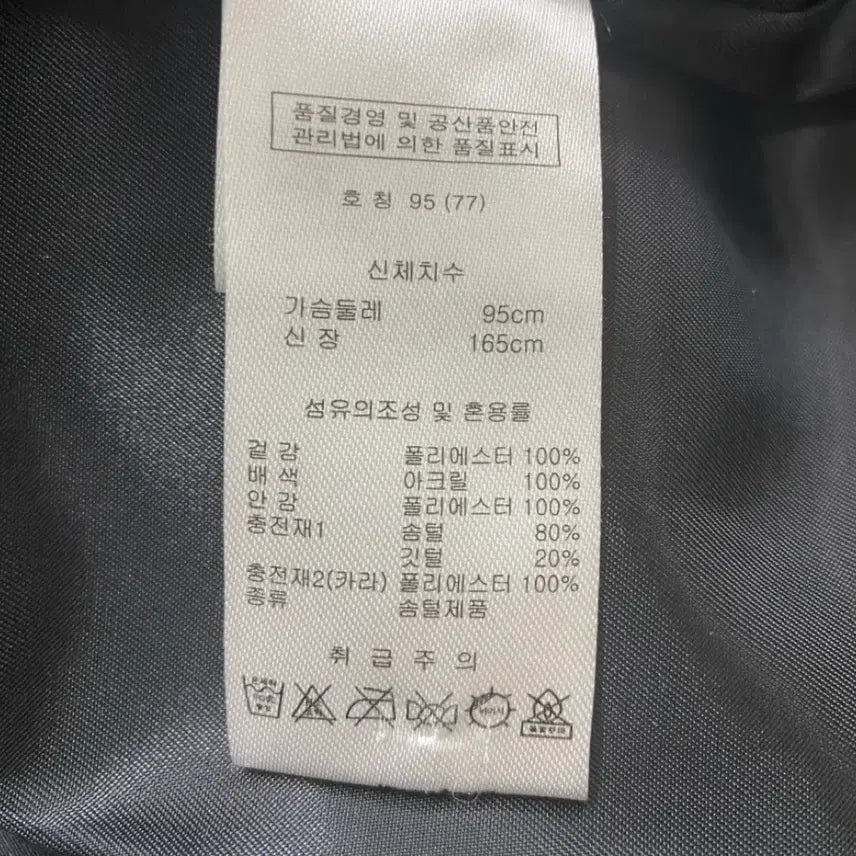 품질경영 및 공산품안전
관리법에 의한 품질표시
호 칭 95 (77)
신체치수
가슴둘레 95cm
신 장 165cm
섬유의조성 및 혼용률
겉 감 폴리에스터 100%
배 색 아크릴 100%
안 감 폴리에스터 100%
충전재1 솜털 80%
깃털 20%
충전재2(카라) 폴리에스터 100%
종류 솜털제품
취 급 주 의